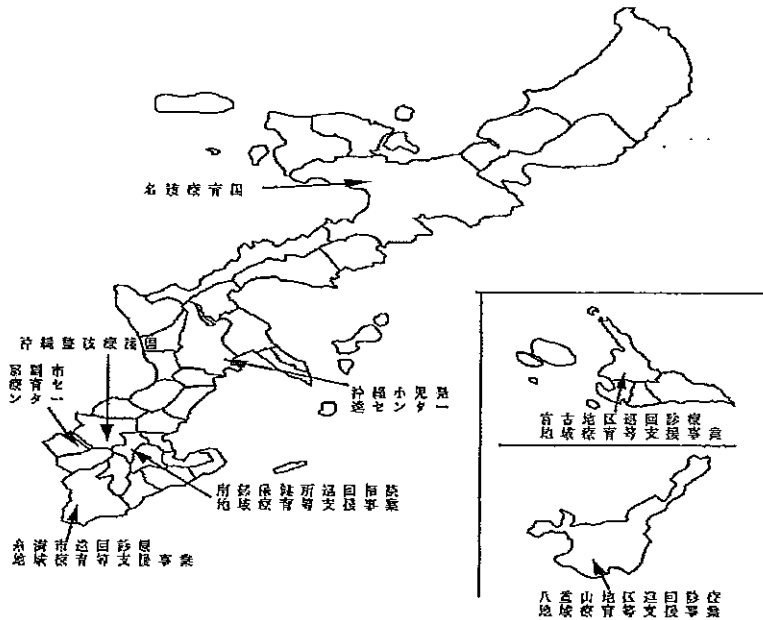 名護療育園
沖縄整肢療護園
那覇市
療育セ
ンター
沖縄小児発
達センター
宮古地区巡回診療
地域療育等支援事業
南部保健所巡回相談
地域療育等支援事業
糸満市巡回診療
地域療育等支援事業
八重山地区巡回診療
地域療育等支援事業